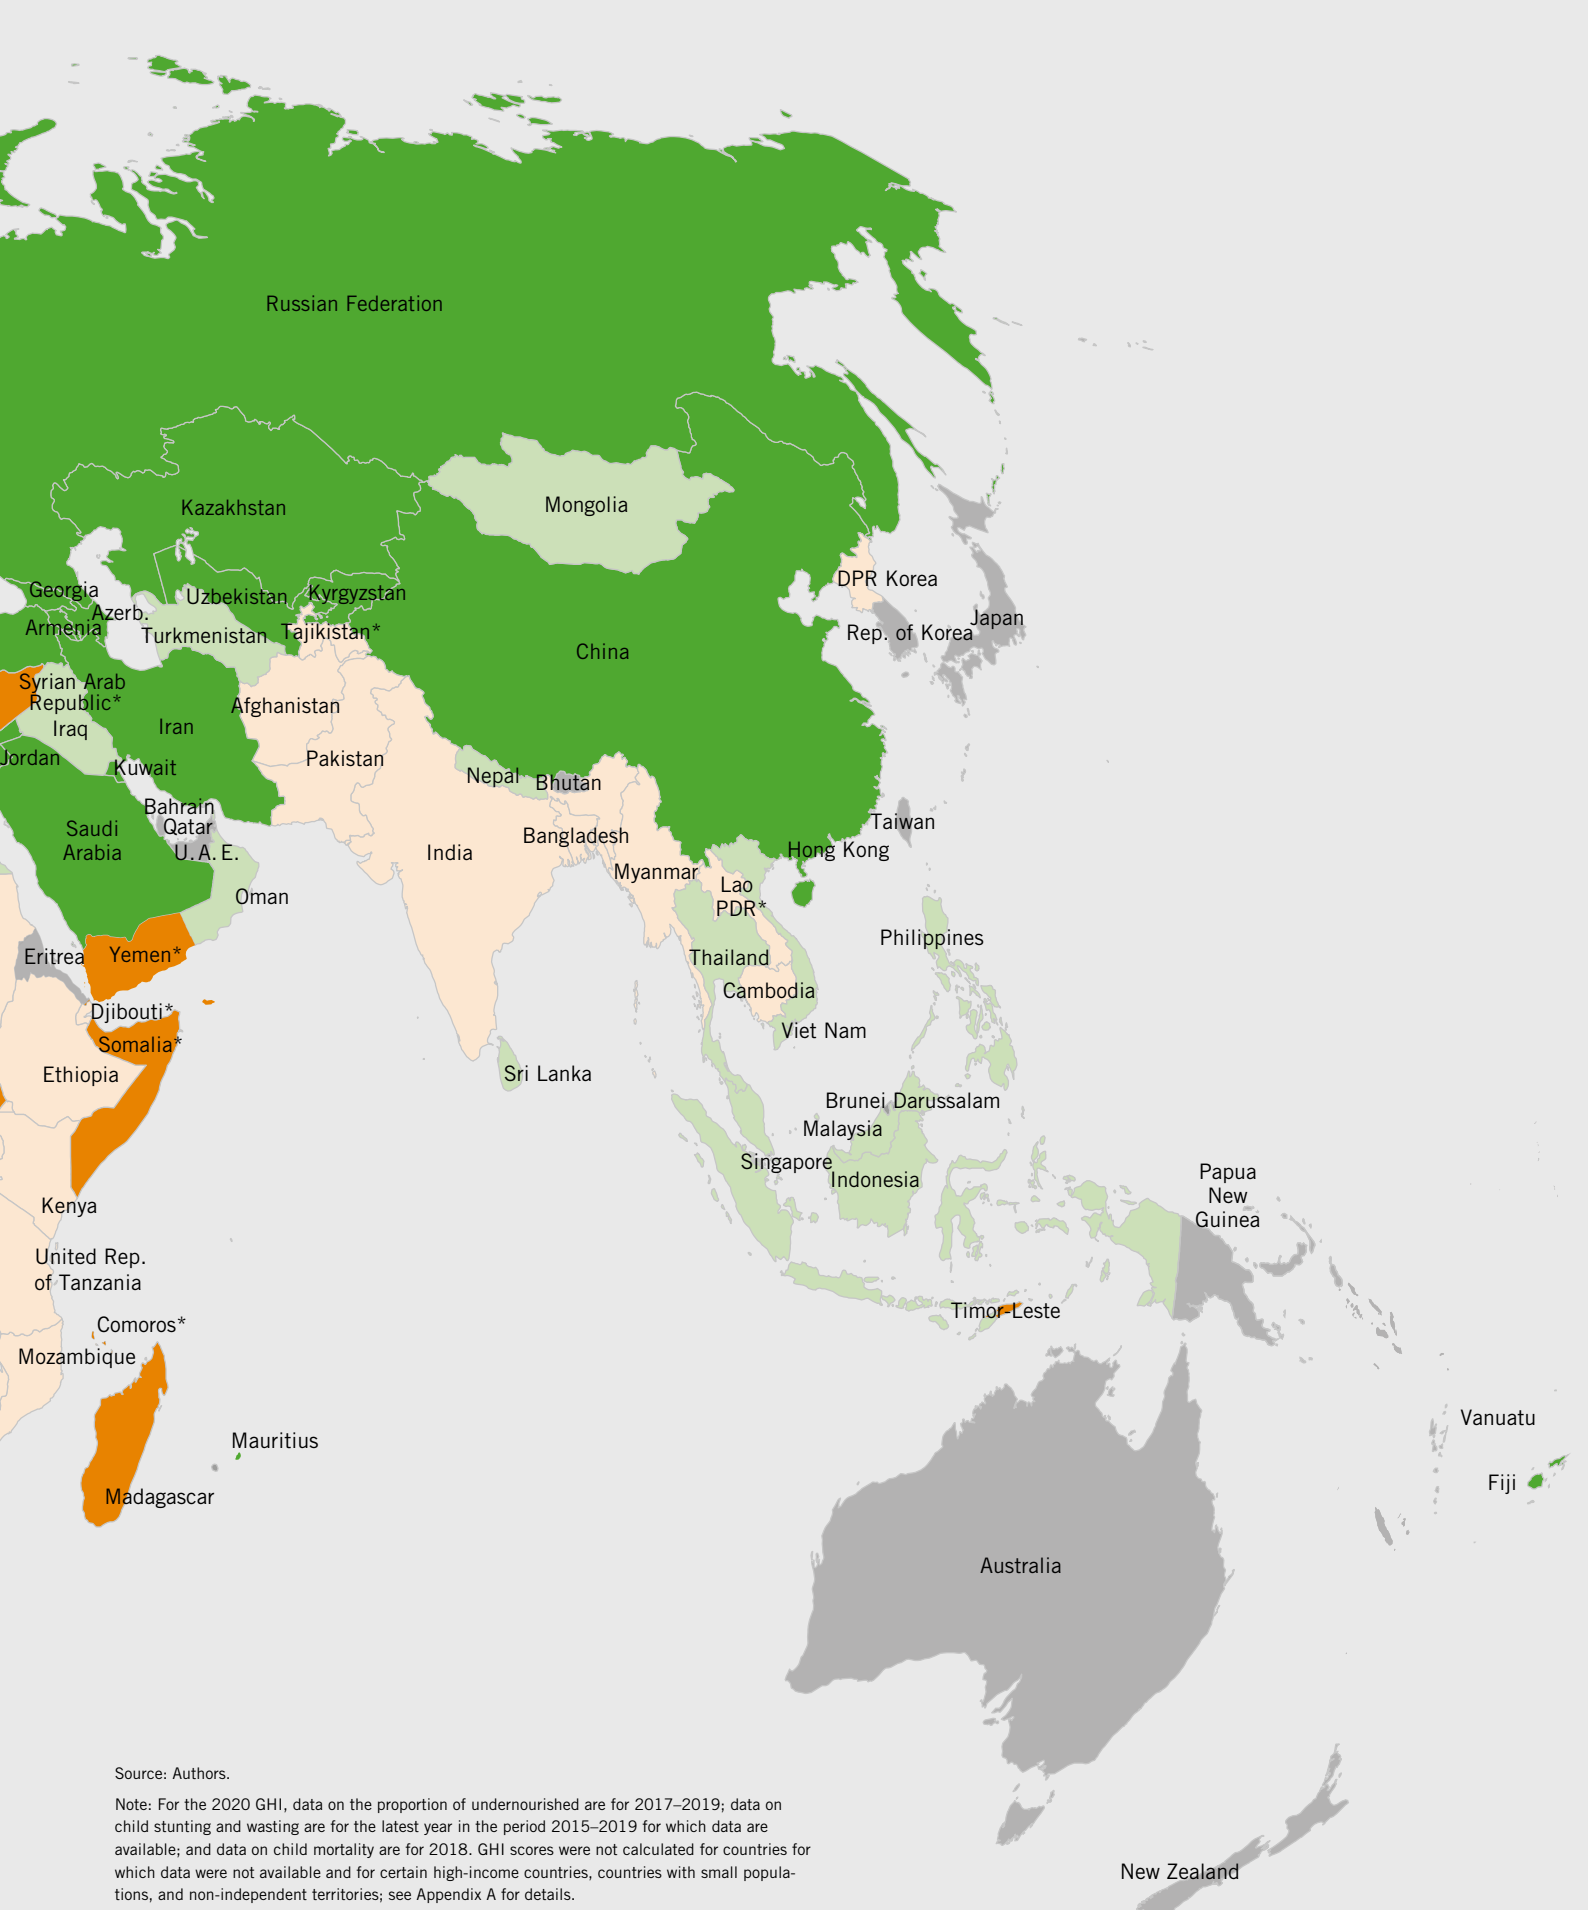 Russian Federation
Kazakhstan
Mongolia
Georgia
Azerb.
Armenia
Uzbekistan
Kyrgyzstan
Turkmenistan
Tajikistan*
DPR Korea
Rep. of Korea
Japan
China
Syrian Arab
Republic*
Iraq
Iran
Afghanistan
Jordan
Kuwait
Pakistan
Nepal
Bhutan
Bahrain
Qatar
U.A.E.
Saudi
Arabia
Oman
India
Bangladesh
Myanmar
Taiwan
Hong Kong
Lao
PDR*
Philippines
Thailand
Cambodia
Viet Nam
Eritrea
Yemen*
Djibouti*
Somalia*
Ethiopia
Sri Lanka
Brunei Darussalam
Malaysia
Singapore
Indonesia
Papua
New
Guinea
Kenya
United Rep.
of Tanzania
Timor-Leste
Comoros*
Mozambique
Mauritius
Madagascar
Vanuatu
Fiji
Australia
New Zealand
Source: Authors.
Note: For the 2020 GHI, data on the proportion of undernourished are for 2017–2019; data on
child stunting and wasting are for the latest year in the period 2015–2019 for which data are
available; and data on child mortality are for 2018. GHI scores were not calculated for countries for
which data were not available and for certain high-income countries, countries with small popula-
tions, and non-independent territories; see Appendix A for details.